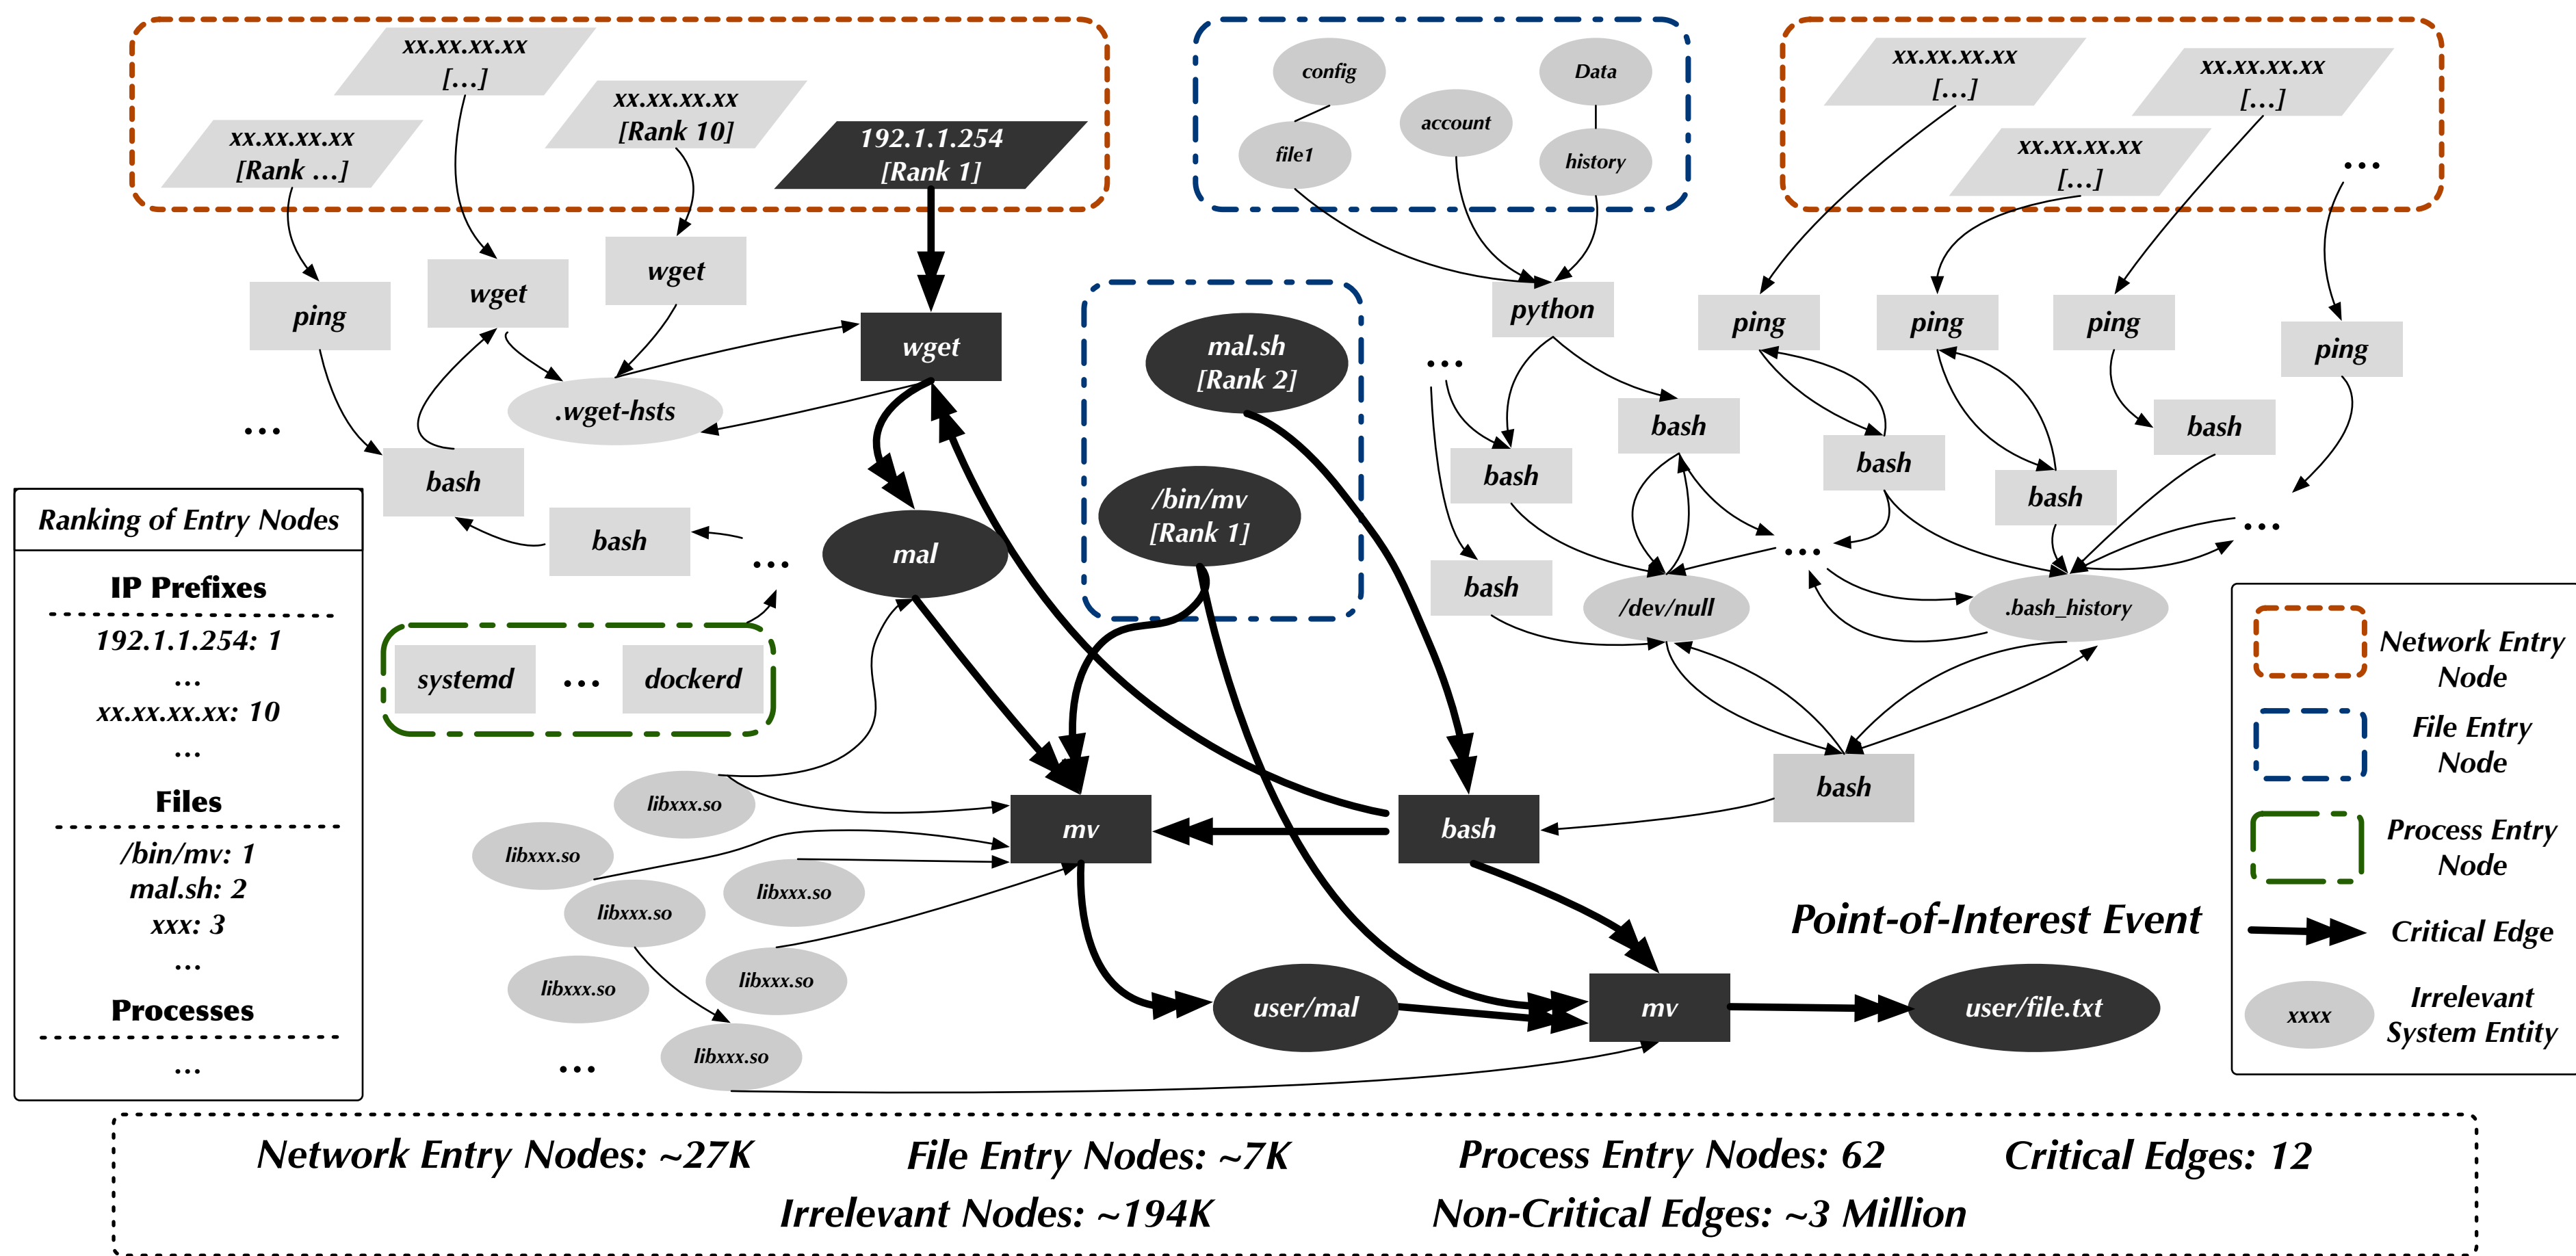 xx.xx.xx.xx
[...]
xx.xx.xx.xx
[Rank 10]
xx.xx.xx.xx
[Rank ...]
192.1.1.254
[Rank 1]
config
Data
account
file1
history
xx.xx.xx.xx
[...]
xx.xx.xx.xx
[...]
xx.xx.xx.xx
[...]
...
ping
wget
wget
wget
.wget-hsts
...
bash
bash
...
mal
mal.sh
[Rank 2]
/bin/mv
[Rank 1]
python
ping
ping
ping
ping
...
bash
bash
bash
bash
bash
bash
...
...
/dev/null
.bash_history
bash
systemd
...
dockerd
Ranking of Entry Nodes
IP Prefixes
192.1.1.254: 1
...
xx.xx.xx.xx: 10
...
Files
/bin/mv: 1
mal.sh: 2
xxx: 3
...
Processes
...
libxxx.so
libxxx.so
libxxx.so
libxxx.so
libxxx.so
libxxx.so
libxxx.so
...
mv
bash
user/mal
mv
user/file.txt
Point-of-Interest Event
Network Entry
Node
File Entry
Node
Process Entry
Node
Critical Edge
xxxx
Irrelevant
System Entity
Network Entry Nodes: ~27K
File Entry Nodes: ~7K
Process Entry Nodes: 62
Critical Edges: 12
Irrelevant Nodes: ~194K
Non-Critical Edges: ~3 Million